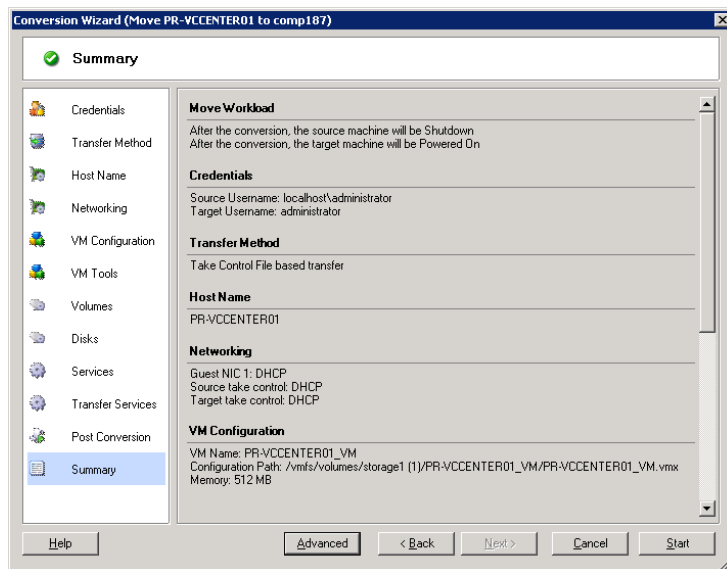 Conversion Wizard (Move PR-VCCENTER01 to comp187)
Summary
Credentials
Transfer Method
Host Name
Networking
VM Configuration
VM Tools
Volumes
Disks
Services
Transfer Services
Post Conversion
Summary
Move Workload
After the conversion, the source machine will be Shutdown
After the conversion, the target machine will be Powered On
Credentials
Source Username: localhost\administrator
Target Username: administrator
Transfer Method
Take Control File based transfer
Host Name
PR-VCCENTER01
Networking
Guest NIC 1: DHCP
Source take control: DHCP
Target take control: DHCP
VM Configuration
VM Name: PR-VCCENTER01_VM
Configuration Path: /vmfs/volumes/storage1 (1)/PR-VCCENTER01_VM/PR-VCCENTER01_VM.vmx
Memory: 512 MB
Help
Advanced
< Back
Next >
Cancel
Start